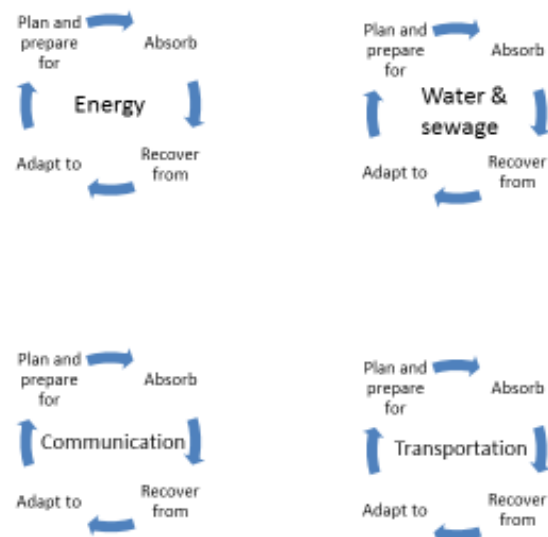 Plan and
prepare
for
Absorb
Energy
Adapt to
Recover
from
Plan and
prepare
for
Absorb
Water &
sewage
Adapt to
Recover
from
Plan and
prepare
for
Absorb
Communication
Adapt to
Recover
from
Plan and
prepare
for
Absorb
Transportation
Adapt to
Recover
from